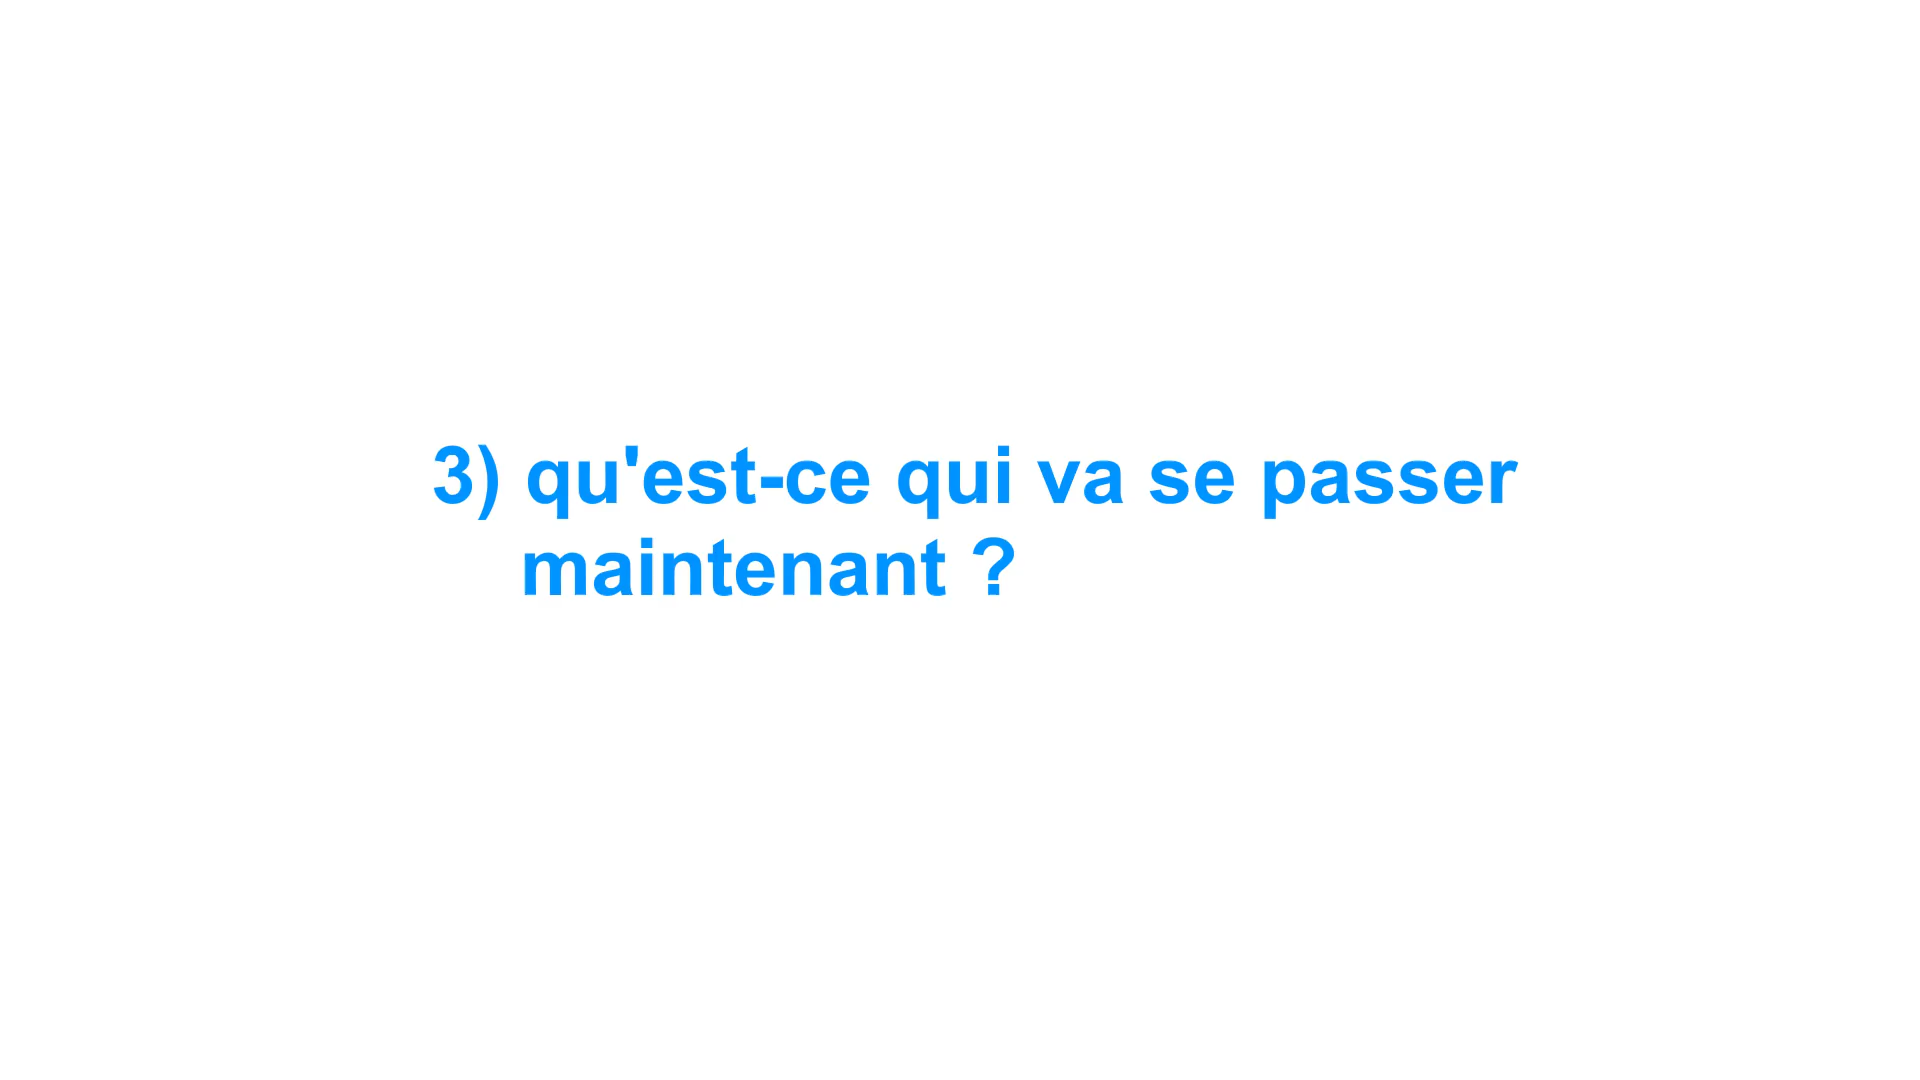 3) qu'est-ce qui va se passer
maintenant ?